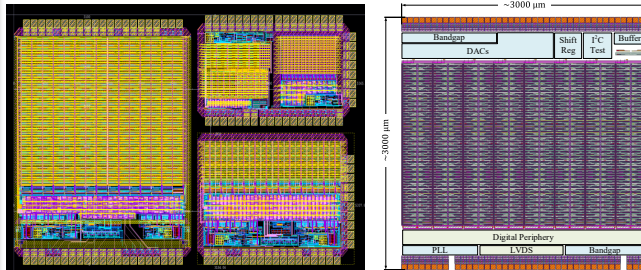 ~3000 μm
~3000 μm
Bandgap
DACs
Shift
Reg
I²C
Test
Buffer
Digital Periphery
PLL
LVDS
Bandgap